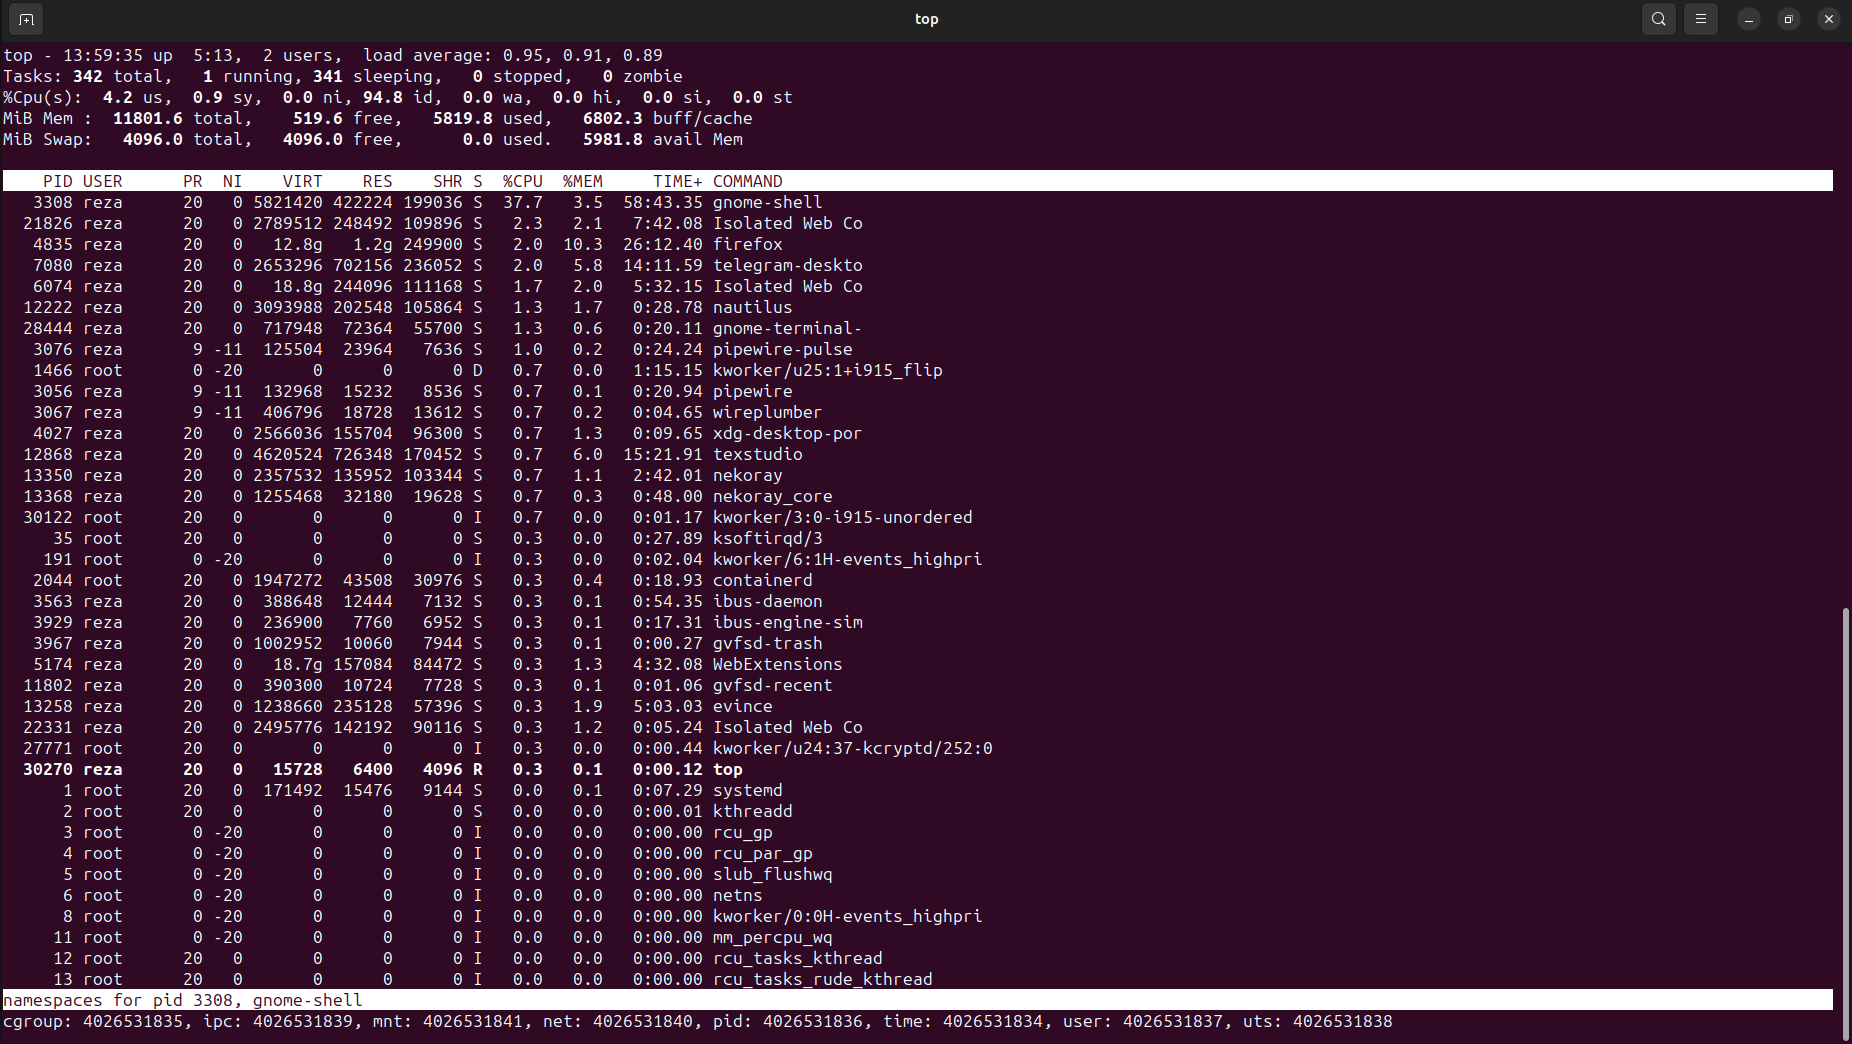 top
top - 13:59:35 up  5:13,  2 users,  load average: 0.95, 0.91, 0.89
Tasks: 342 total,   1 running, 341 sleeping,   0 stopped,   0 zombie
%Cpu(s):  4.2 us,  0.9 sy,  0.0 ni, 94.8 id,  0.0 wa,  0.0 hi,  0.0 si,  0.0 st
MiB Mem :  11801.6 total,    519.6 free,   5819.8 used,   6802.3 buff/cache
MiB Swap:   4096.0 total,   4096.0 free,      0.0 used.   5981.8 avail Mem
PID USER      PR  NI    VIRT    RES    SHR S  %CPU  %MEM     TIME+ COMMAND
3308 reza      20   0 5821420 422224 199036 S  37.7   3.5  58:43.35 gnome-shell
21826 reza      20   0 2789512 248492 109896 S   2.3   2.1   7:42.08 Isolated Web Co
4835 reza      20   0   12.8g   1.2g 249900 S   2.0  10.3  26:12.40 firefox
7080 reza      20   0 2653296 702156 236052 S   2.0   5.8  14:11.59 telegram-deskto
6074 reza      20   0   18.8g 244096 111168 S   1.7   2.0   5:32.15 Isolated Web Co
12222 reza      20   0 3093988 202548 105864 S   1.3   1.7   0:28.78 nautilus
28444 reza      20   0  717948  72364  55700 S   1.3   0.6   0:20.11 gnome-terminal-
3076 reza       9 -11  125504  23964   7636 S   1.0   0.2   0:24.24 pipewire-pulse
1466 root       0 -20       0      0      0 D   0.7   0.0   1:15.15 kworker/u25:1+i915_flip
3056 reza       9 -11  132968  15232   8536 S   0.7   0.1   0:20.94 pipewire
3067 reza       9 -11  406796  18728  13612 S   0.7   0.2   0:04.65 wireplumber
4027 reza      20   0 2566036 155704  96300 S   0.7   1.3   0:09.65 xdg-desktop-por
12868 reza      20   0 4620524 726348 170452 S   0.7   6.0  15:21.91 texstudio
13350 reza      20   0 2357532 135952 103344 S   0.7   1.1   2:42.01 nekoray
13368 reza      20   0 1255468  32180  19628 S   0.7   0.3   0:48.00 nekoray_core
30122 root      20   0       0      0      0 I   0.7   0.0   0:01.17 kworker/3:0-i915-unordered
35 root      20   0       0      0      0 S   0.3   0.0   0:27.89 ksoftirqd/3
191 root       0 -20       0      0      0 I   0.3   0.0   0:02.04 kworker/6:1H-events_highpri
2044 root      20   0 1947272  43508  30976 S   0.3   0.4   0:18.93 containerd
3563 reza      20   0  388648  12444   7132 S   0.3   0.1   0:54.35 ibus-daemon
3929 reza      20   0  236900   7760   6952 S   0.3   0.1   0:17.31 ibus-engine-sim
3967 reza      20   0 1002952  10060   7944 S   0.3   0.1   0:00.27 gvfsd-trash
5174 reza      20   0   18.7g 157084  84472 S   0.3   1.3   4:32.08 WebExtensions
11802 reza      20   0  390300  10724   7728 S   0.3   0.1   0:01.06 gvfsd-recent
13258 reza      20   0 1238660 235128  57396 S   0.3   1.9   5:03.03 evince
22331 reza      20   0 2495776 142192  90116 S   0.3   1.2   0:05.24 Isolated Web Co
27771 root      20   0       0      0      0 I   0.3   0.0   0:00.44 kworker/u24:37-kcryptd/252:0
30270 reza      20   0   15728   6400   4096 R   0.3   0.1   0:00.12 top
1 root      20   0  171492  15476   9144 S   0.0   0.1   0:07.29 systemd
2 root      20   0       0      0      0 S   0.0   0.0   0:00.01 kthreadd
3 root       0 -20       0      0      0 I   0.0   0.0   0:00.00 rcu_gp
4 root       0 -20       0      0      0 I   0.0   0.0   0:00.00 rcu_par_gp
5 root       0 -20       0      0      0 I   0.0   0.0   0:00.00 slub_flushwq
6 root       0 -20       0      0      0 I   0.0   0.0   0:00.00 netns
8 root       0 -20       0      0      0 I   0.0   0.0   0:00.00 kworker/0:0H-events_highpri
11 root       0 -20       0      0      0 I   0.0   0.0   0:00.00 mm_percpu_wq
12 root      20   0       0      0      0 I   0.0   0.0   0:00.00 rcu_tasks_kthread
13 root      20   0       0      0      0 I   0.0   0.0   0:00.00 rcu_tasks_rude_kthread
namespaces for pid 3308, gnome-shell
cgroup: 4026531835, ipc: 4026531839, mnt: 4026531841, net: 4026531840, pid: 4026531836, time: 4026531834, user: 4026531837, uts: 4026531838